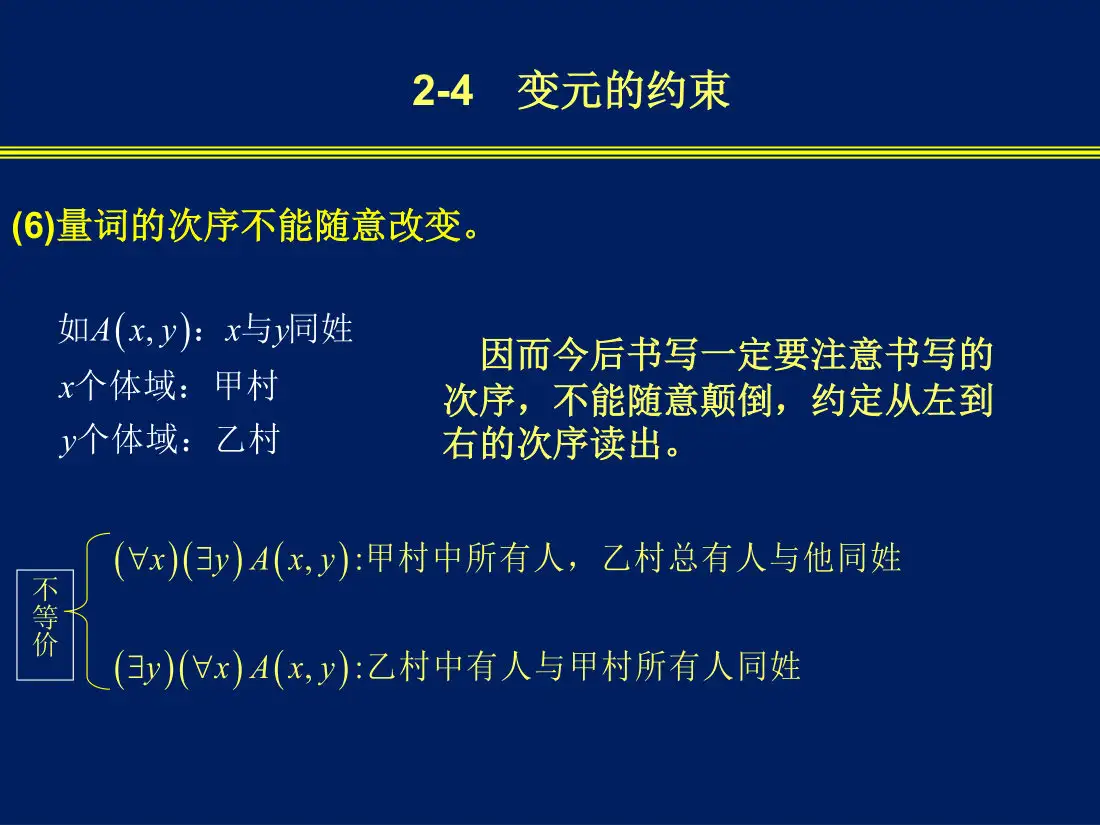 2-4 变元的约束
(6)量词的次序不能随意改变。
如A(x, y)：x与y同姓
x个体域：甲村
y个体域：乙村
因而今后书写一定要注意书写的
次序，不能随意颠倒，约定从左到
右的次序读出。
不等价
(∀x)(∃y) A(x, y):甲村中所有人，乙村总有人与他同姓
(∃y)(∀x) A(x, y):乙村中有人与甲村所有人同姓